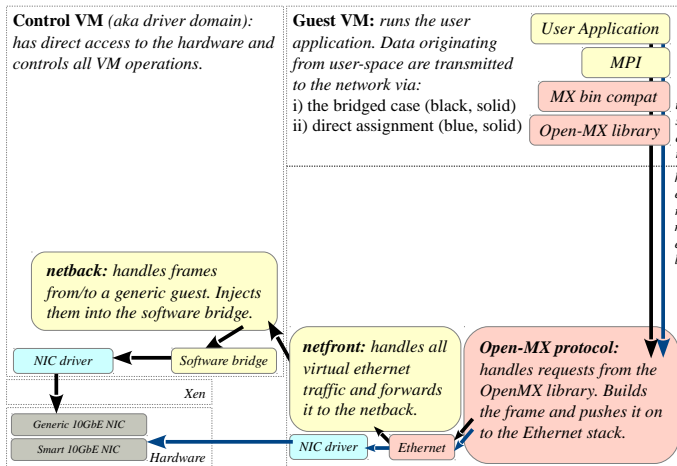 Control VM (aka driver domain):
has direct access to the hardware and
controls all VM operations.
Guest VM: runs the user
application. Data originating
from user-space are transmitted
to the network via:
i) the bridged case (black, solid)
ii) direct assignment (blue, solid)
User Application
MPI
MX bin compat
Open-MX library
netback: handles frames
from/to a generic guest. Injects
them into the software bridge.
NIC driver
Software bridge
Xen
Generic 10GbE NIC
Smart 10GbE NIC
Hardware
netfront: handles all
virtual ethernet
traffic and forwards
it to the netback.
NIC driver
Ethernet
Open-MX protocol:
handles requests from the
OpenMX library. Builds
the frame and pushes it on
to the Ethernet stack.